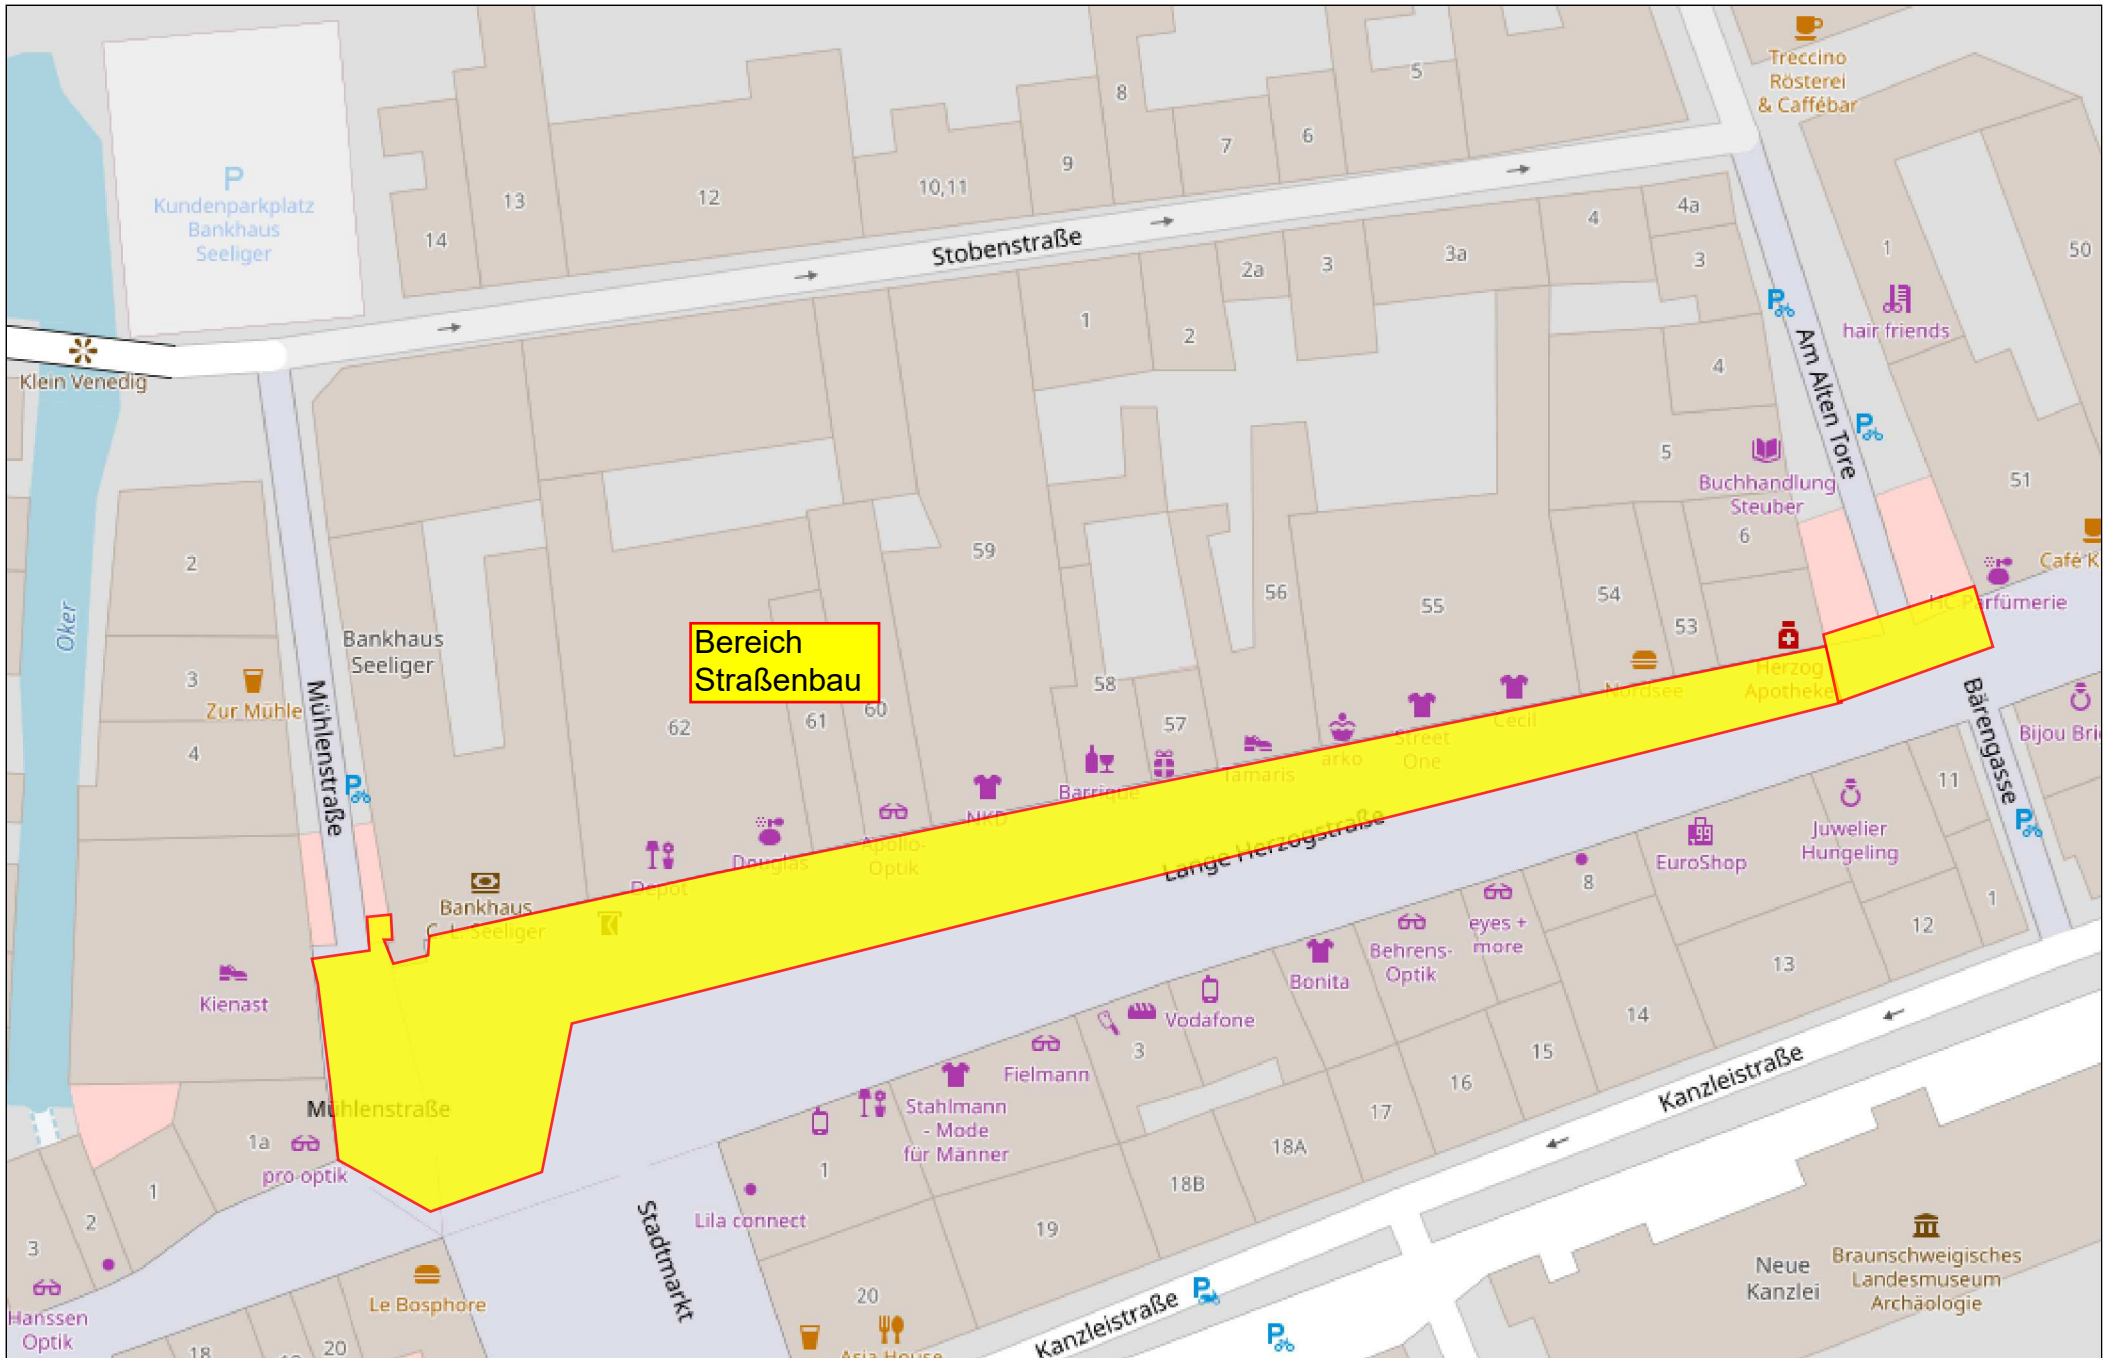 Treccino
Rösterei
& Caffébar
5
8
7
6
9
10,11
12
13
14
P
Kundenparkplatz
Bankhaus
Seeliger
Stobenstraße
4a
4
3
3a
3
2a
1
2
1
50
hair friends
Klein Venedig
Am Alten Tore
4
5
Buchhandlung
Steuber
6
51
Café K
HC Parfümerie
2
3
4
Oker
Zur Mühle
Mühlenstraße
Bankhaus
Seeliger
Bereich
Straßenbau
59
58
57
56
55
54
53
62
61
60
Herzog
Apotheke
Nordsee
Cecil
Street
One
arko
Tamaris
Barrique
NKD
Apollo-
Optik
Douglas
Depot
Bankhaus
C. L. Seeliger
Lange Herzogstraße
Bärengasse
Bijou Bri
11
Juwelier
Hungeling
EuroShop
8
eyes +
more
Behrens-
Optik
Bonita
Vodafone
3
Fielmann
Stahlmann
- Mode
für Männer
1
Lila connect
12
1
13
14
15
16
17
18A
18B
19
20
Kienast
Mühlenstraße
1a
pro optik
1
2
3
Hanssen
Optik
Le Bosphore
18
20
Stadtmarkt
Asia House
Kanzleistraße
Kanzleistraße
Neue
Kanzlei
Braunschweigisches
Landesmuseum
Archäologie